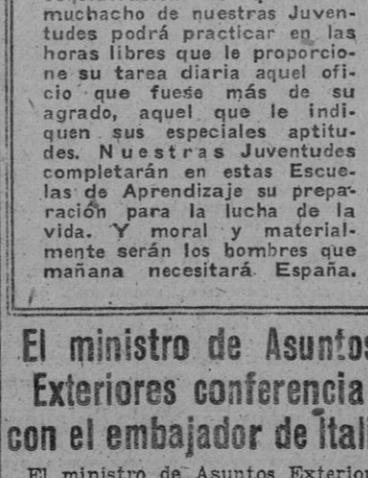 muchacho de nuestras Juven-
tudes podrá practicar en las
horas libres que le proporcio-
ne su tarea diaria aquel ofi-
cio que fuese más de su
agrado, aquel que le indi-
quen sus especiales aptitu-
des. Nuestras Juventudes
completarán en estas Escue-
las de Aprendizaje su prepa-
ración para la lucha de la
vida. Y moral y material-
mente serán los hombres que
mañana necesitará España.
El ministro de Asuntos
Exteriores conferencia
con el embajador de Itali
El ministro de Asuntos Exterior